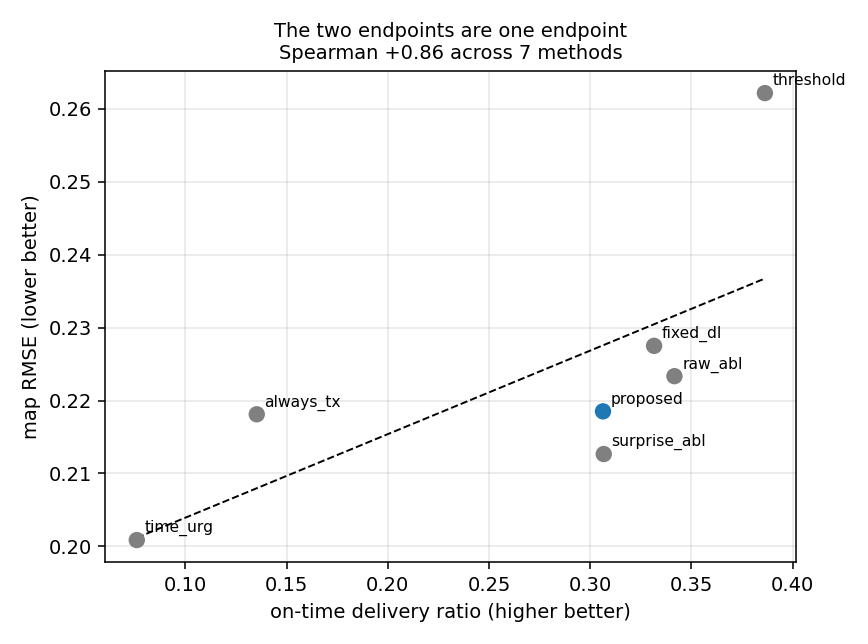 The two endpoints are one endpoint
Spearman +0.86 across 7 methods
map RMSE (lower better)
0.26
0.25
0.24
0.23
0.22
0.21
0.20
threshold
fixed_dl
raw_abl
proposed
always_tx
surprise_abl
time_urg
0.10 0.15 0.20 0.25 0.30 0.35 0.40
on-time delivery ratio (higher better)